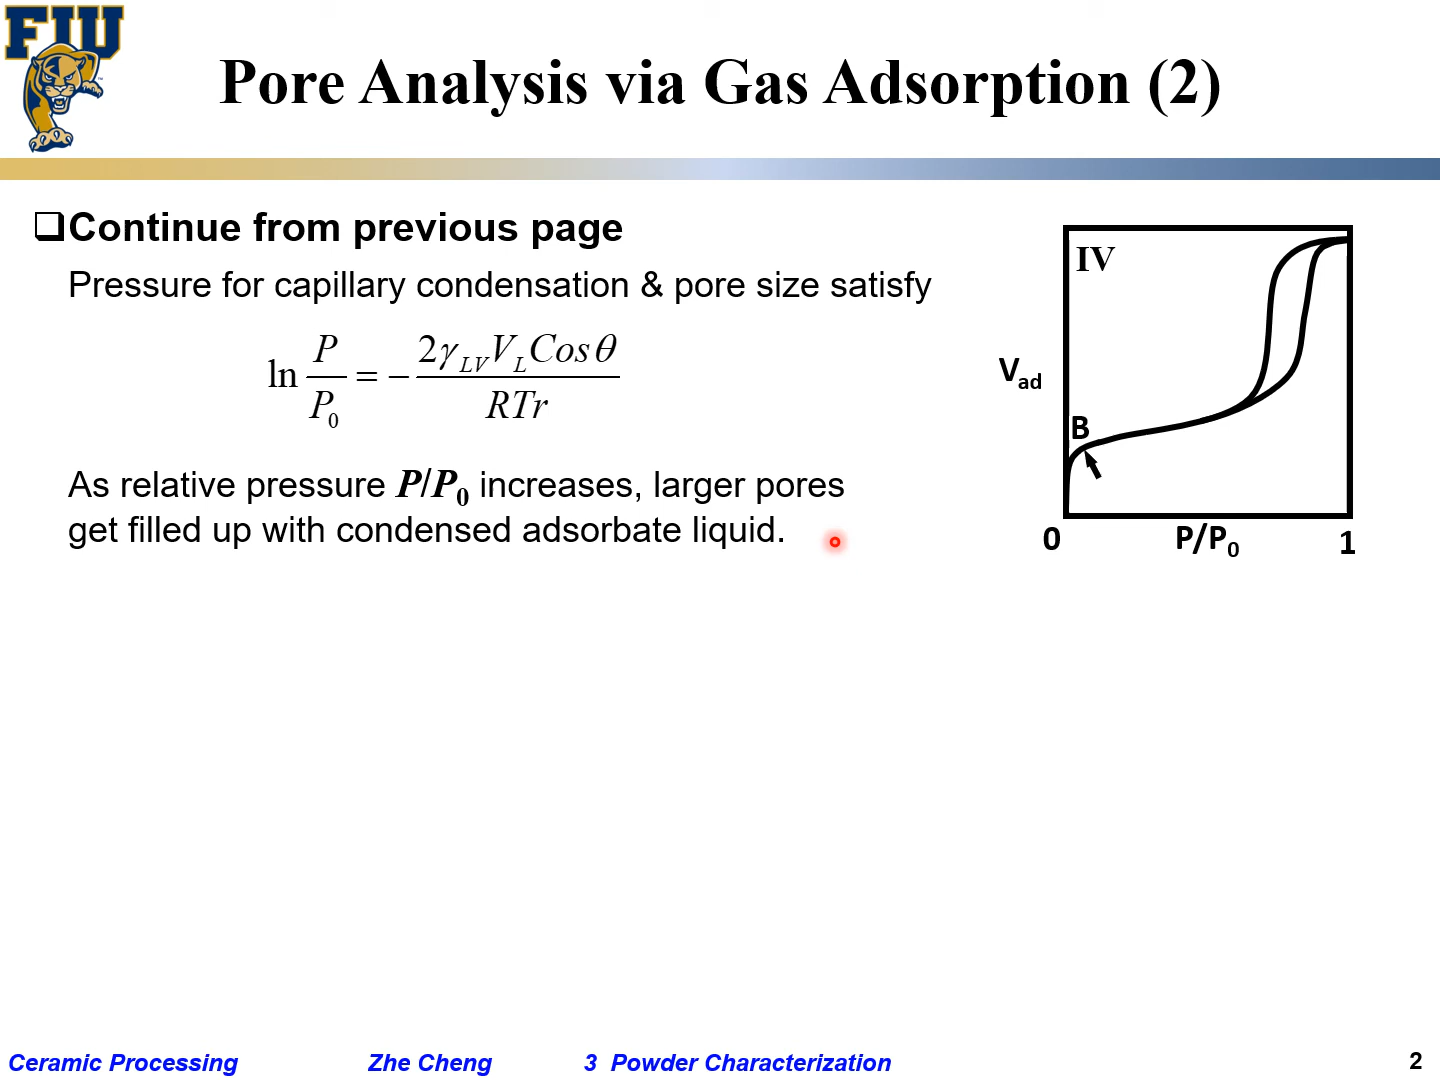 FIU
Pore Analysis via Gas Adsorption (2)
❑Continue from previous page
Pressure for capillary condensation & pore size satisfy
ln P/P₀ = − 2γ_LV V_L Cos θ / RTr
As relative pressure P/P₀ increases, larger pores
get filled up with condensed adsorbate liquid.
IV
V_ad
B
0 P/P₀ 1
Ceramic Processing Zhe Cheng 3 Powder Characterization 2